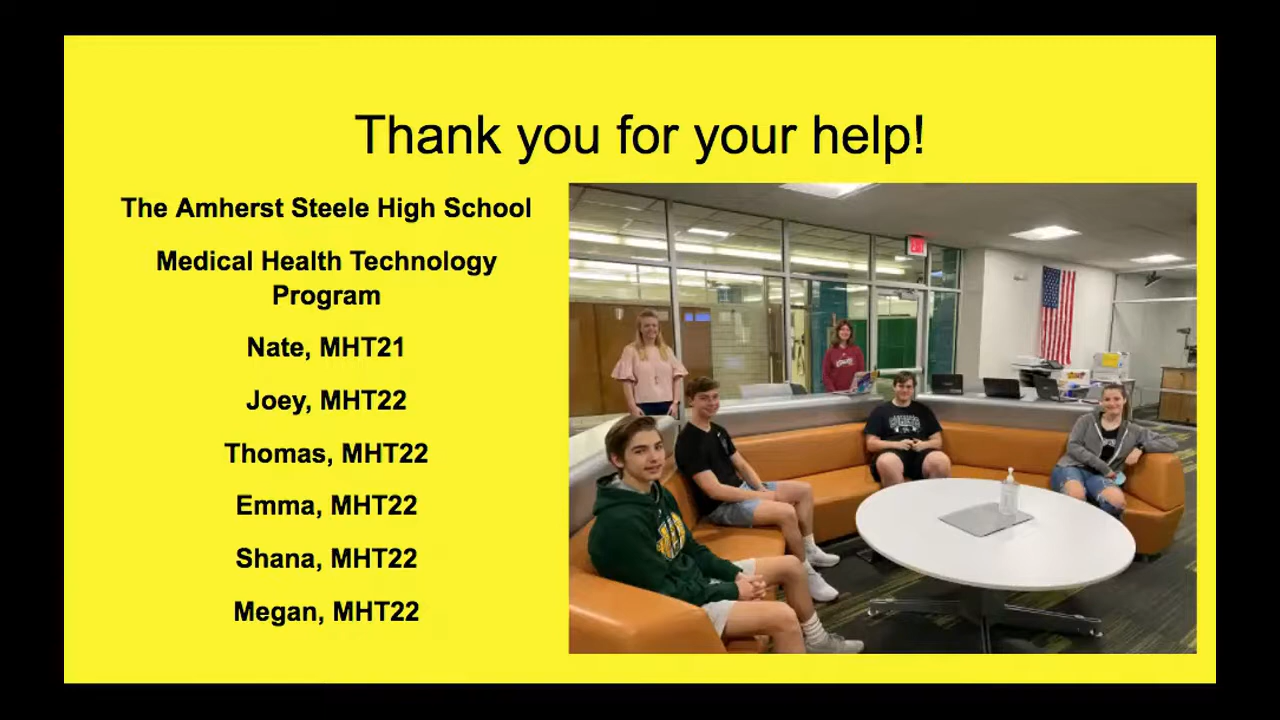 Thank you for your help!
The Amherst Steele High School
Medical Health Technology
Program
Nate, MHT21
Joey, MHT22
Thomas, MHT22
Emma, MHT22
Shana, MHT22
Megan, MHT22
EXIT